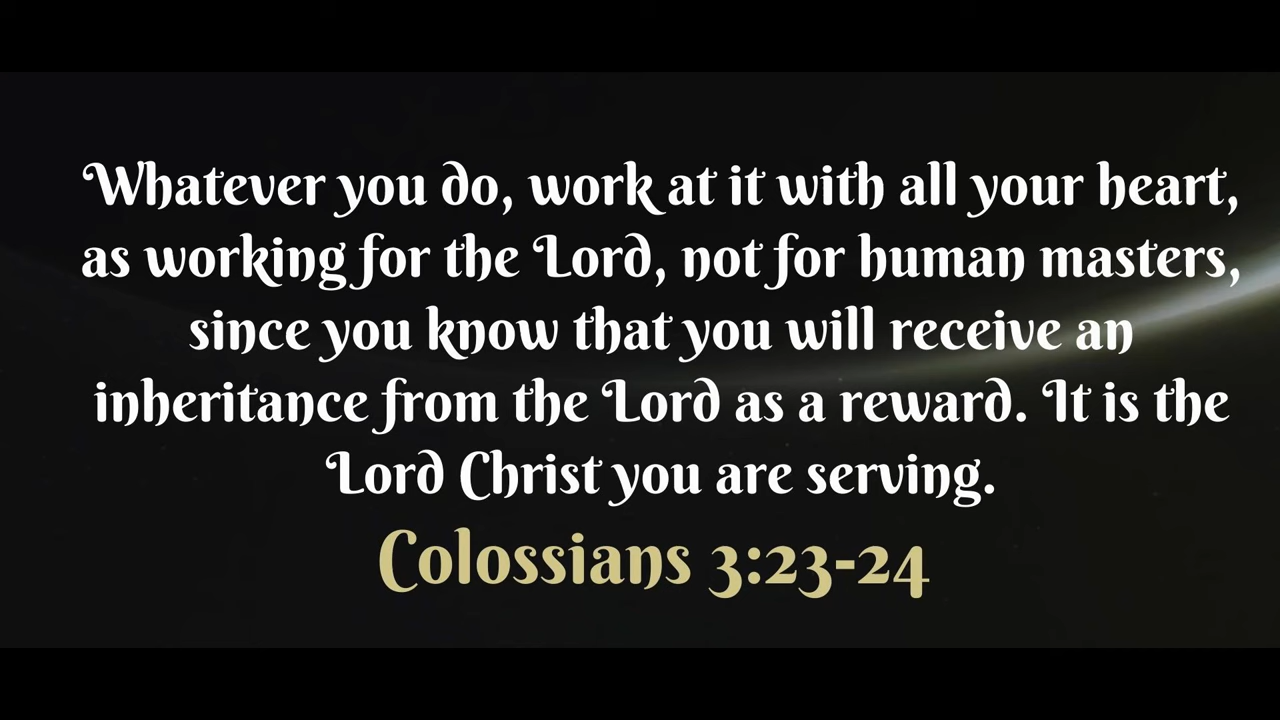 Whatever you do, work at it with all your heart,
as working for the Lord, not for human masters,
since you know that you will receive an
inheritance from the Lord as a reward. It is the
Lord Christ you are serving.
Colossians 3:23-24